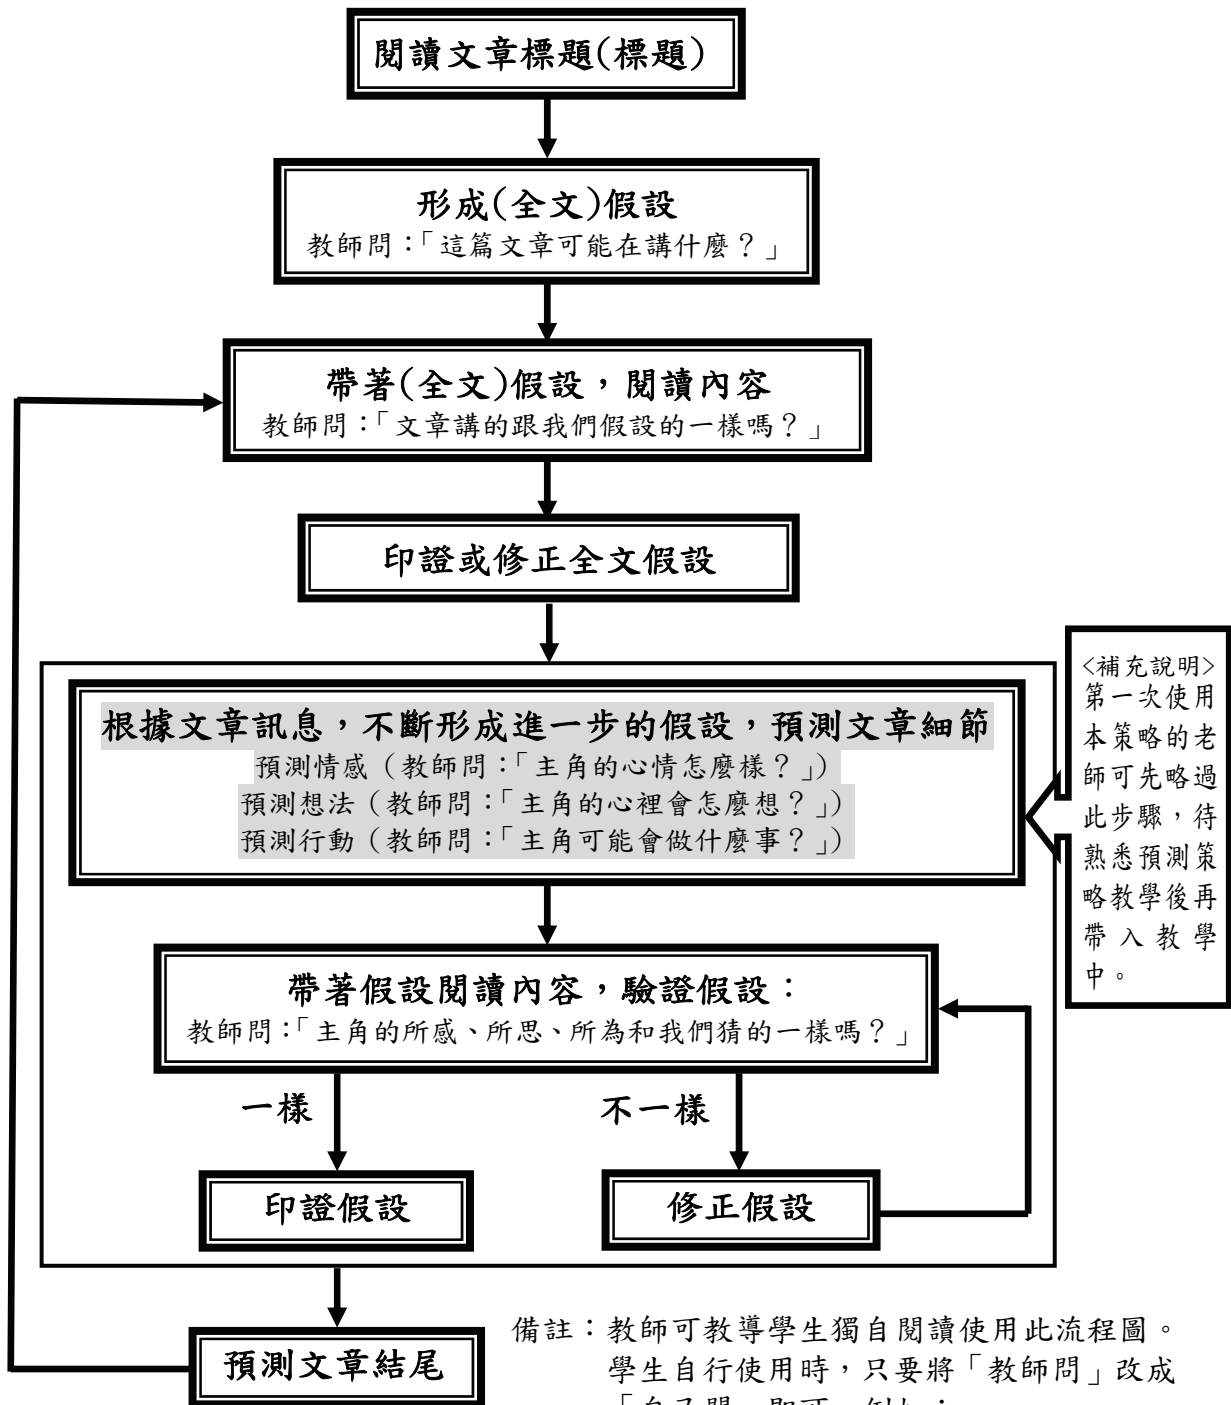 閱讀文章標題(標題)
形成(全文)假設
教師問：「這篇文章可能在講什麼？」
帶著(全文)假設，閱讀內容
教師問：「文章講的跟我們假設的一樣嗎？」
印證或修正全文假設
根據文章訊息，不斷形成進一步的假設，預測文章細節
預測情感（教師問：「主角的心情怎麼樣？」）
預測想法（教師問：「主角的心裡會怎麼想？」）
預測行動（教師問：「主角可能會做什麼事？」）
<補充說明>
第一次使用
本策略的老
師可先略過
此步驟，待
熟悉預測策
略教學後再
帶入教學
中。
帶著假設閱讀內容，驗證假設：
教師問：「主角的所感、所思、所為和我們猜的一樣嗎？」
一樣
不一樣
印證假設
修正假設
預測文章結尾
備註：教師可教導學生獨自閱讀使用此流程圖。
學生自行使用時，只要將「教師問」改成